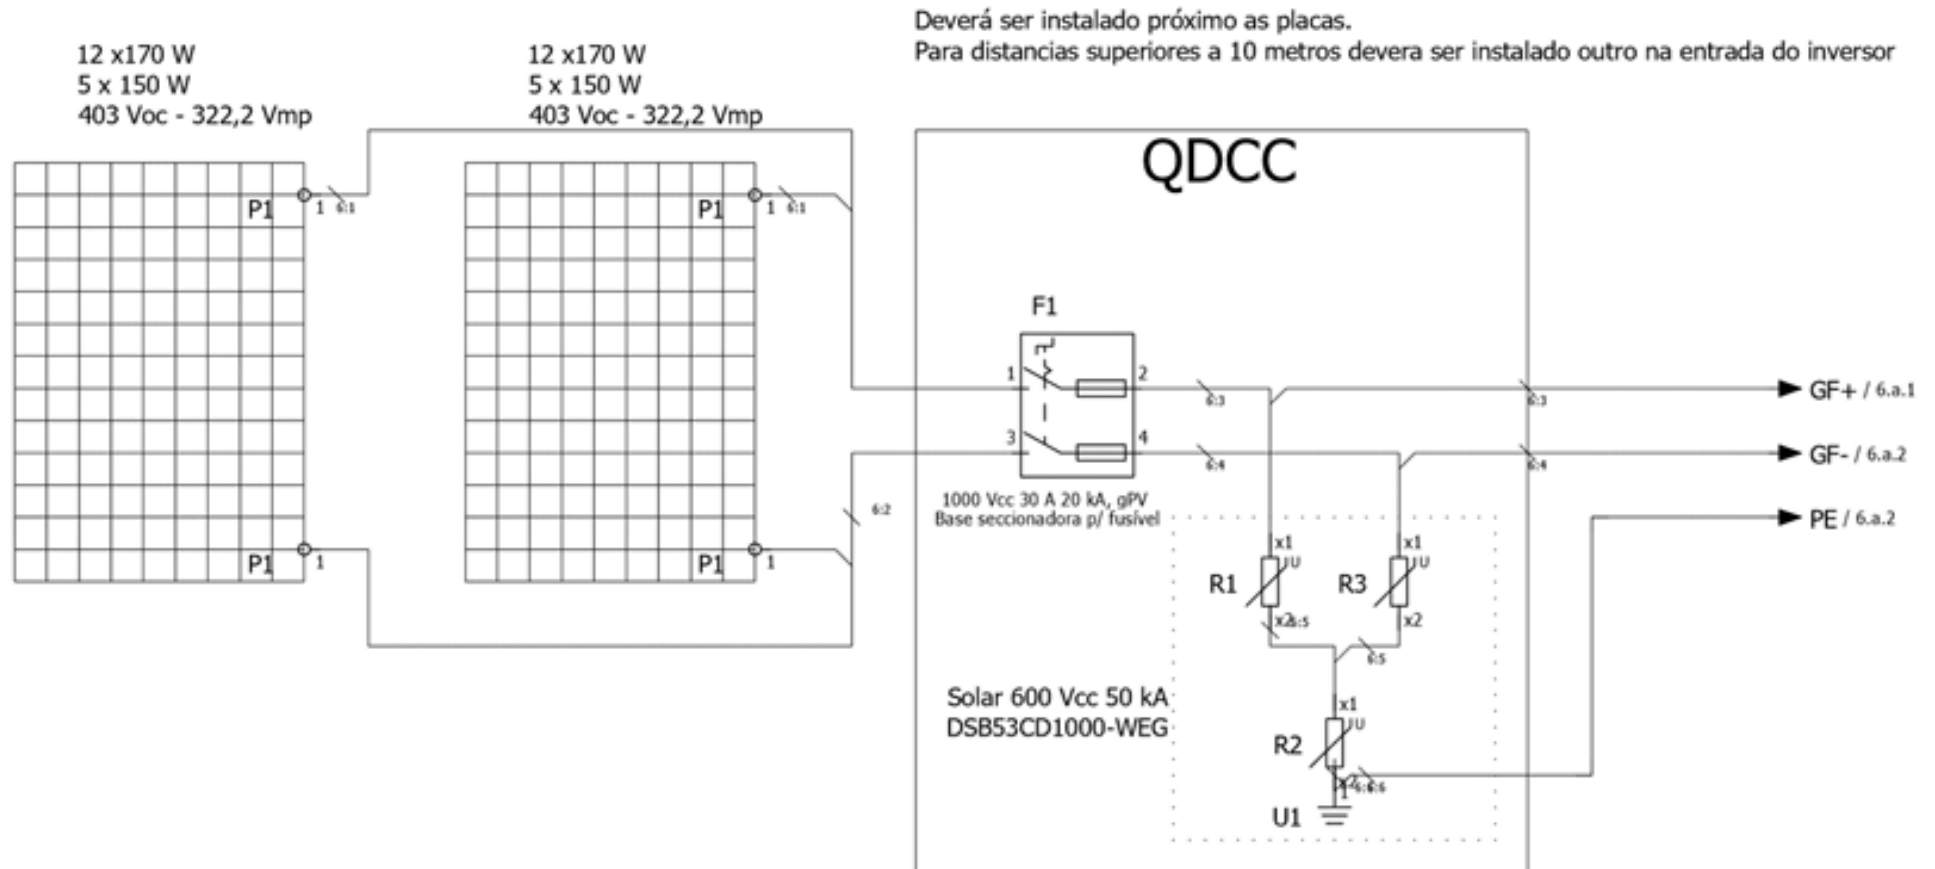 Deverá ser instalado próximo as placas.
Para distancias superiores a 10 metros devera ser instalado outro na entrada do inversor
12 x170 W
5 x 150 W
403 Voc - 322,2 Vmp
12 x170 W
5 x 150 W
403 Voc - 322,2 Vmp
QDCC
P1
1
6:1
P1
1
6:1
F1
1
2
6:3
6:3
GF+ / 6.a.1
3
4
6:4
6:4
GF- / 6.a.2
1000 Vcc 30 A 20 kA, gPV
Base seccionadora p/ fusível
6:2
PE / 6.a.2
P1
1
P1
1
x1
U
R1
x2
6:5
x1
U
R3
x2
6:5
Solar 600 Vcc 50 kA
DSB53CD1000-WEG
x1
U
R2
x2
1
U1